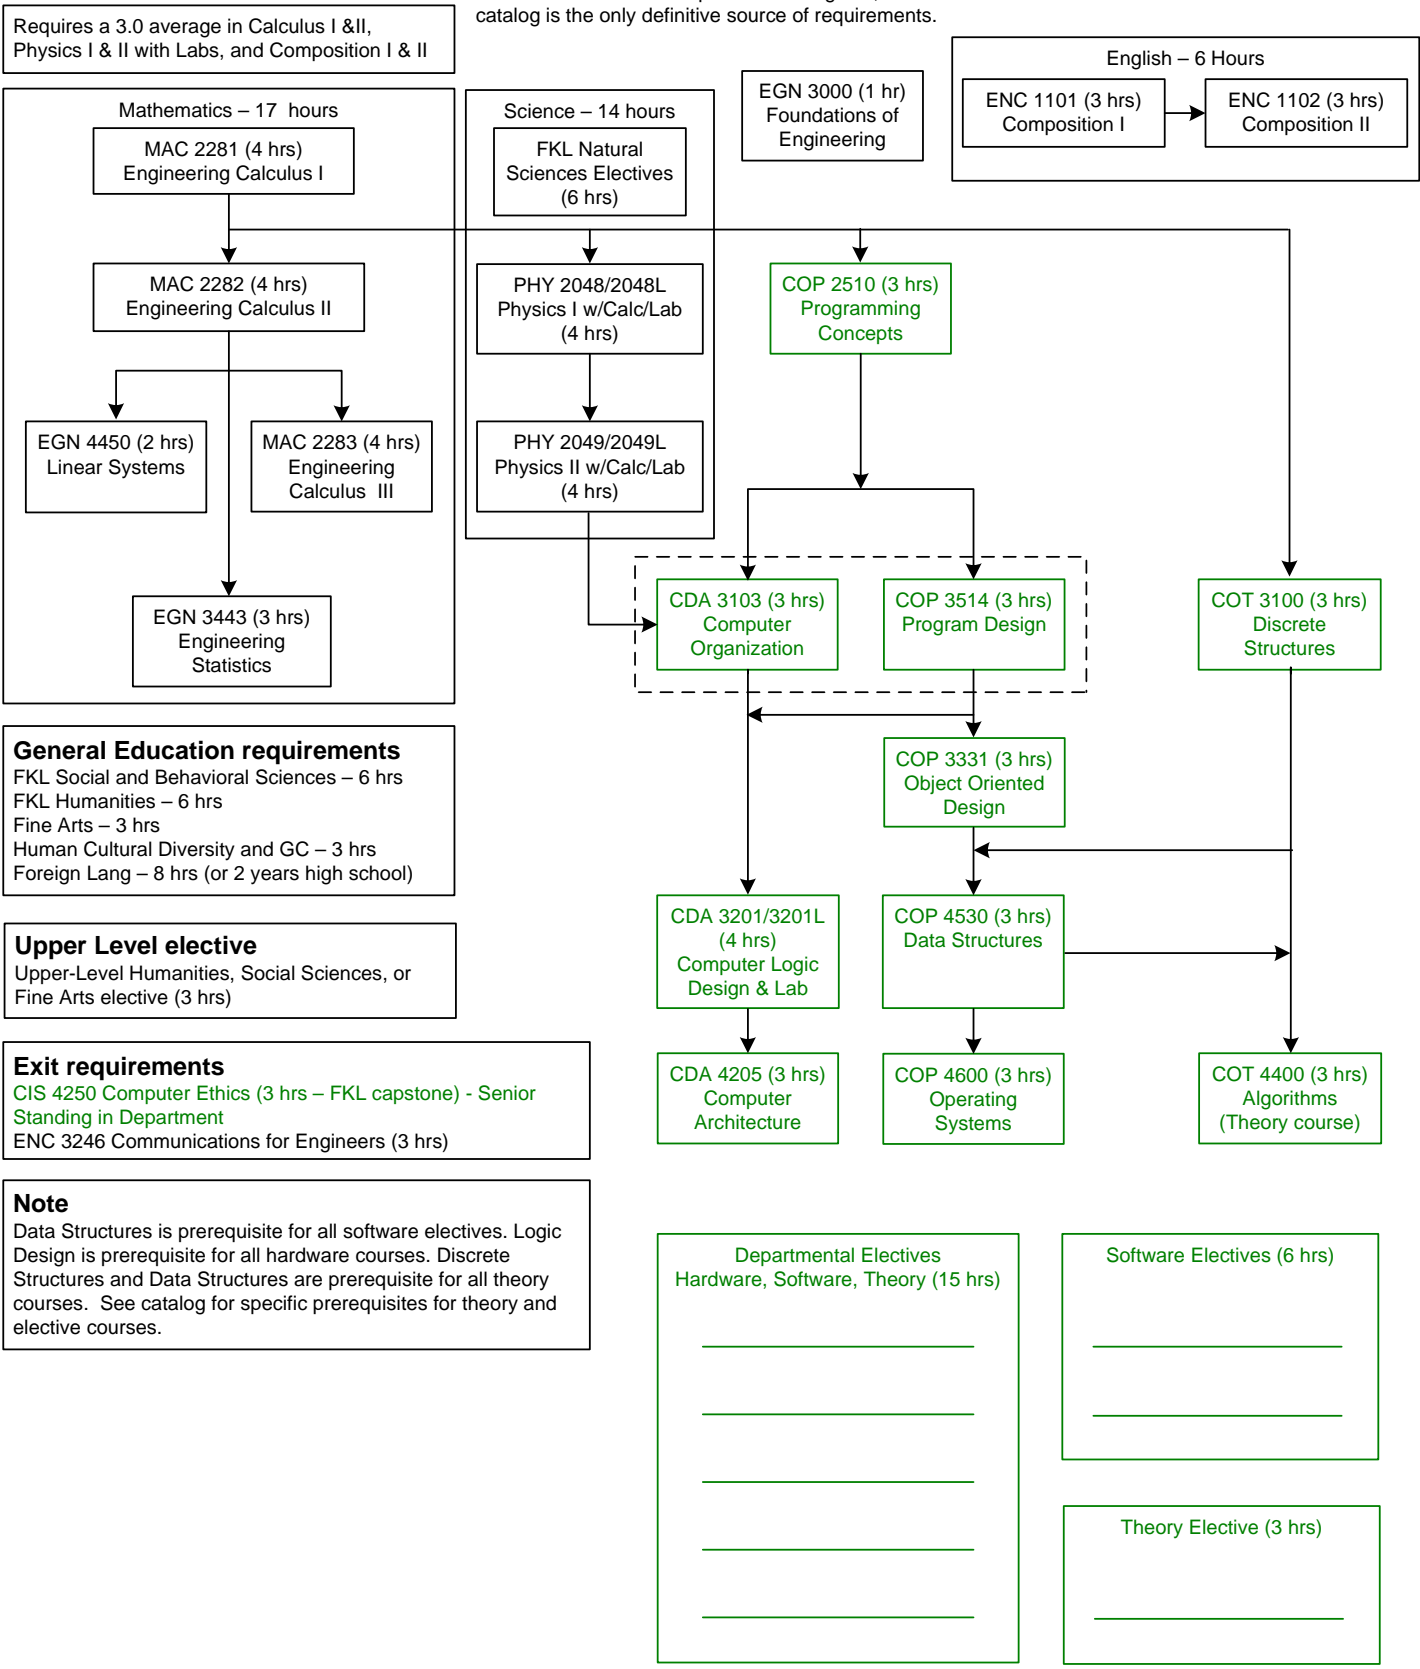 catalog is the only definitive source of requirements.
Requires a 3.0 average in Calculus I &II,
Physics I & II with Labs, and Composition I & II
English – 6 Hours
ENC 1101 (3 hrs)
Composition I
ENC 1102 (3 hrs)
Composition II
EGN 3000 (1 hr)
Foundations of
Engineering
Mathematics – 17 hours
MAC 2281 (4 hrs)
Engineering Calculus I
Science – 14 hours
FKL Natural
Sciences Electives
(6 hrs)
MAC 2282 (4 hrs)
Engineering Calculus II
PHY 2048/2048L
Physics I w/Calc/Lab
(4 hrs)
COP 2510 (3 hrs)
Programming
Concepts
EGN 4450 (2 hrs)
Linear Systems
MAC 2283 (4 hrs)
Engineering
Calculus III
PHY 2049/2049L
Physics II w/Calc/Lab
(4 hrs)
EGN 3443 (3 hrs)
Engineering
Statistics
CDA 3103 (3 hrs)
Computer
Organization
COP 3514 (3 hrs)
Program Design
COT 3100 (3 hrs)
Discrete
Structures
General Education requirements
FKL Social and Behavioral Sciences – 6 hrs
FKL Humanities – 6 hrs
Fine Arts – 3 hrs
Human Cultural Diversity and GC – 3 hrs
Foreign Lang – 8 hrs (or 2 years high school)
COP 3331 (3 hrs)
Object Oriented
Design
Upper Level elective
Upper-Level Humanities, Social Sciences, or
Fine Arts elective (3 hrs)
CDA 3201/3201L
(4 hrs)
Computer Logic
Design & Lab
COP 4530 (3 hrs)
Data Structures
Exit requirements
CIS 4250 Computer Ethics (3 hrs – FKL capstone) - Senior
Standing in Department
ENC 3246 Communications for Engineers (3 hrs)
CDA 4205 (3 hrs)
Computer
Architecture
COP 4600 (3 hrs)
Operating
Systems
COT 4400 (3 hrs)
Algorithms
(Theory course)
Note
Data Structures is prerequisite for all software electives. Logic
Design is prerequisite for all hardware courses. Discrete
Structures and Data Structures are prerequisite for all theory
courses. See catalog for specific prerequisites for theory and
elective courses.
Departmental Electives
Hardware, Software, Theory (15 hrs)
Software Electives (6 hrs)
Theory Elective (3 hrs)